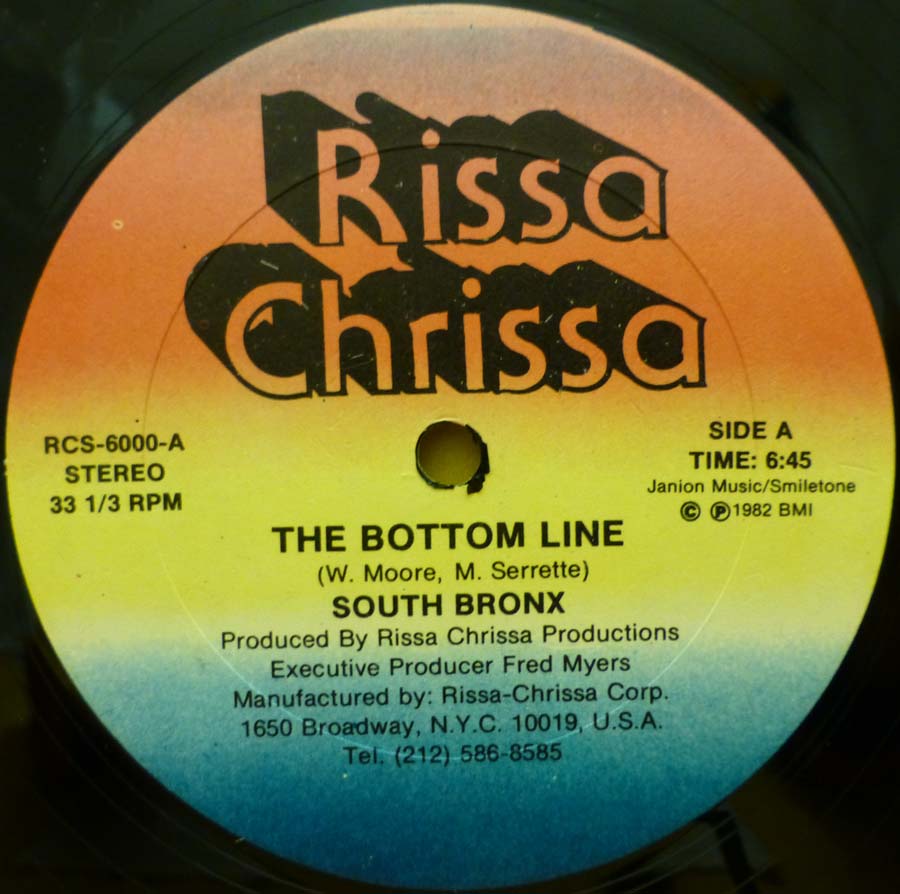 Rissa
Chrissa
RCS-6000-A
STEREO
33 1/3 RPM
SIDE A
TIME: 6:45
Janion Music/Smiletone
© ℗1982 BMI
THE BOTTOM LINE
(W. Moore, M. Serrette)
SOUTH BRONX
Produced By Rissa Chrissa Productions
Executive Producer Fred Myers
Manufactured by: Rissa-Chrissa Corp.
1650 Broadway, N.Y.C. 10019, U.S.A.
Tel. (212) 586-8585